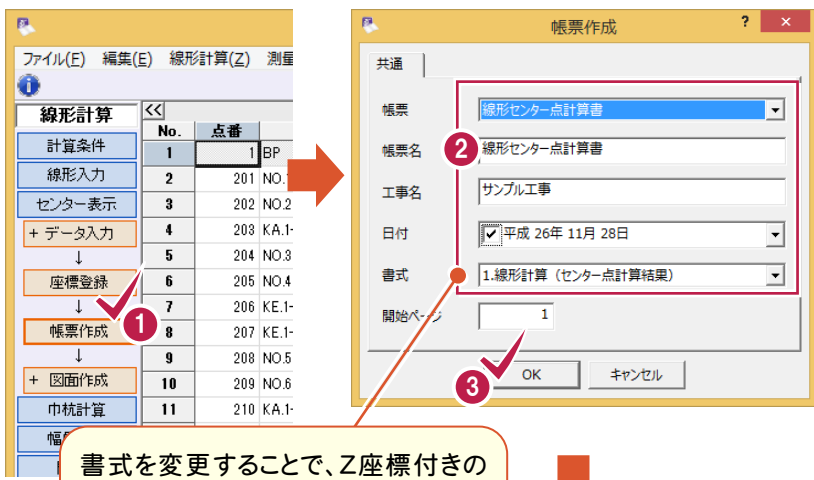 ファイル(F) 編集(E) 線形計算(Z) 測量
線形計算
計算条件
線形入力
センター表示
+ データ入力
↓
座標登録
↓
帳票作成
↓
+ 図面作成
巾杭計算
<<
No. 点番
1 1 BP
2 201 NO.1
3 202 NO.2
4 203 KA.1-
5 204 NO.3
6 205 NO.4
7 206 KE.1-
8 207 KE.1-
9 208 NO.5
10 209 NO.6
11 210 KA.1-
1
帳票作成
? ×
共通
帳票 線形センター点計算書
帳票名 線形センター点計算書
工事名 サンプル工事
日付 平成 26年 11月 28日
書式 1.線形計算（センター点計算結果）
開始ページ 1
OK キャンセル
2
3
書式を変更することで、Z座標付きの